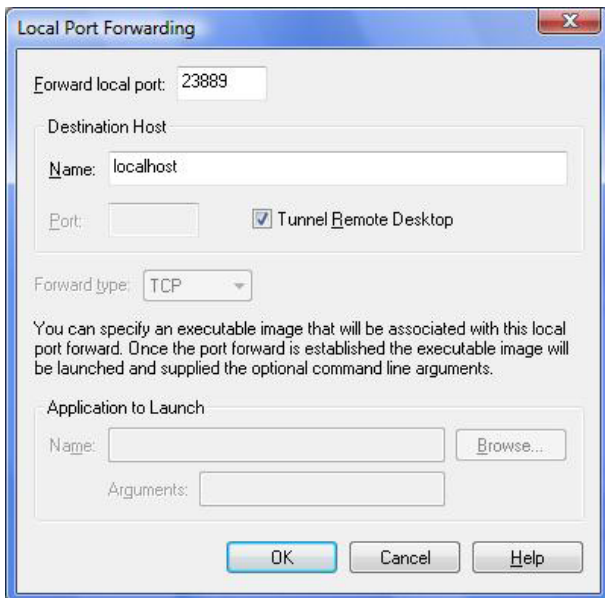 Local Port Forwarding
Forward local port: 23889
Destination Host
Name: localhost
Port:
Tunnel Remote Desktop
Forward type: TCP
You can specify an executable image that will be associated with this local
port forward. Once the port forward is established the executable image will
be launched and supplied the optional command line arguments.
Application to Launch
Name: Browse...
Arguments:
OK Cancel Help